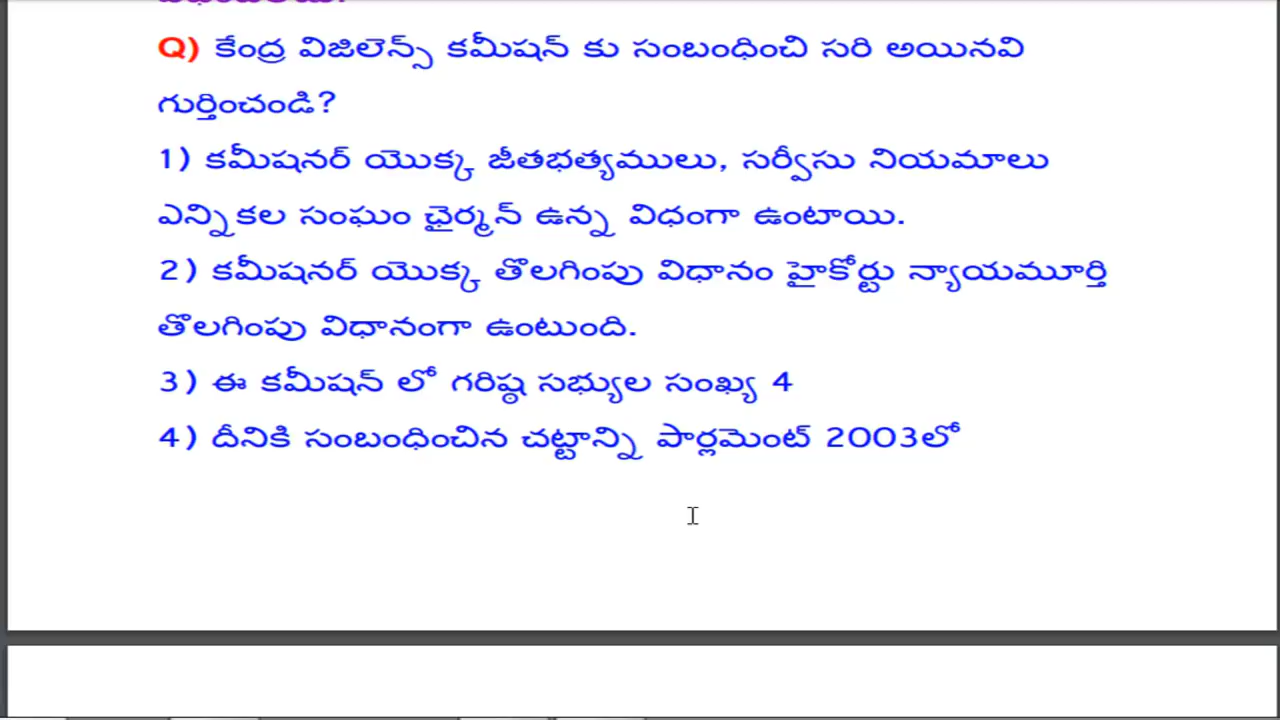 Q) కేంద్ర విజిలెన్స్ కమీషన్ కు సంబంధించి సరి అయినవి
గుర్తించండి?
1) కమీషనర్ యొక్క జీతభత్యములు, సర్వీసు నియమాలు
ఎన్నికల సంఘం ఛైర్మన్ ఉన్న విధంగా ఉంటాయి.
2) కమీషనర్ యొక్క తొలగింపు విధానం హైకోర్టు న్యాయమూర్తి
తొలగింపు విధానంగా ఉంటుంది.
3) ఈ కమీషన్ లో గరిష్ఠ సభ్యుల సంఖ్య 4
4) దీనికి సంబంధించిన చట్టాన్ని పార్లమెంట్ 2003లో